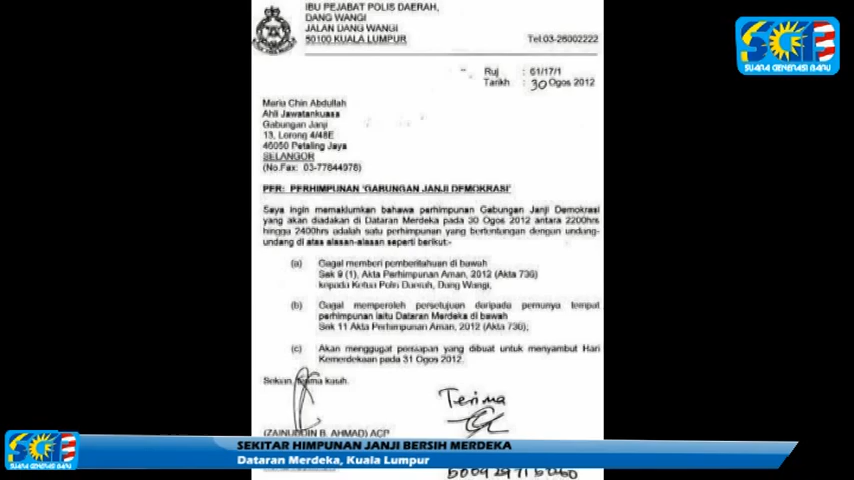 IBU PEJABAT POLIS DAERAH,
DANG WANGI
JALAN DANG WANGI
50100 KUALA LUMPUR
Tel:03-26002222
Ruj : 61/17/1
Tarikh : 30 Ogos 2012
Maria Chin Abdullah
Ahli Jawatankuasa
Gabungan Janji
13, Lorong 4/48E
46050 Petaling Jaya
SELANGOR
(No.Fax: 03-77844978)
PER: PERHIMPUNAN 'GABUNGAN JANJI DEMOKRASI'
Saya ingin memaklumkan bahawa perhimpunan Gabungan Janji Demokrasi
yang akan diadakan di Dataran Merdeka pada 30 Ogos 2012 antara 2200hrs
hingga 2400hrs adalah satu perhimpunan yang bertentangan dengan undang-
undang di atas alasan-alasan seperti berikut:-
(a) Gagal memberi pemberitahuan di bawah
Sek 9 (1), Akta Perhimpunan Aman, 2012 (Akta 736)
kepada Ketua Polis Daerah, Dang Wangi,
(b) Gagal memperoleh persetujuan daripada pemunya tempat
perhimpunan iaitu Dataran Merdeka di bawah
Sek 11 Akta Perhimpunan Aman, 2012 (Akta 736);
(c) Akan menggugat persiapan yang dibuat untuk menyambut Hari
Kemerdekaan pada 31 Ogos 2012.
Sekian, terima kasih.
Terima
(ZAINUDDIN B. AHMAD) ACP
SGB
SUARA GENERASI BARU
SGB
SUARA GENERASI BARU
SEKITAR HIMPUNAN JANJI BERSIH MERDEKA
Dataran Merdeka, Kuala Lumpur